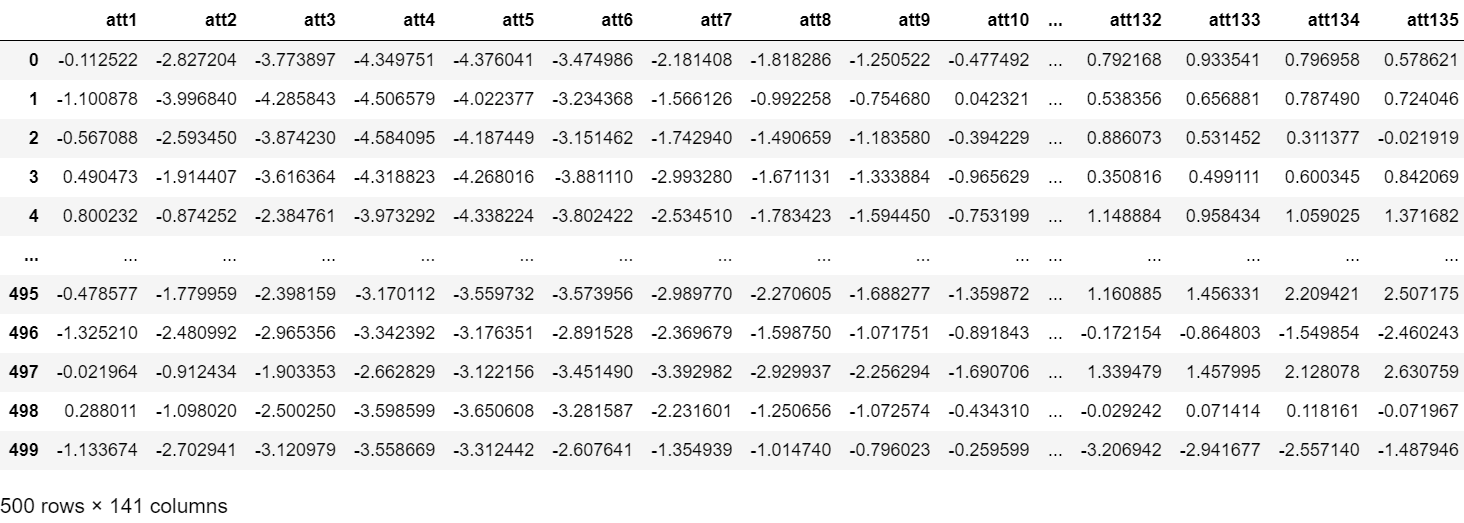 att1 att2 att3 att4 att5 att6 att7 att8 att9 att10 ... att132 att133 att134 att135
0 -0.112522 -2.827204 -3.773897 -4.349751 -4.376041 -3.474986 -2.181408 -1.818286 -1.250522 -0.477492 ... 0.792168 0.933541 0.796958 0.578621
1 -1.100878 -3.996840 -4.285843 -4.506579 -4.022377 -3.234368 -1.566126 -0.992258 -0.754680 0.042321 ... 0.538356 0.656881 0.787490 0.724046
2 -0.567088 -2.593450 -3.874230 -4.584095 -4.187449 -3.151462 -1.742940 -1.490659 -1.183580 -0.394229 ... 0.886073 0.531452 0.311377 -0.021919
3 0.490473 -1.914407 -3.616364 -4.318823 -4.268016 -3.881110 -2.993280 -1.671131 -1.333884 -0.965629 ... 0.350816 0.499111 0.600345 0.842069
4 0.800232 -0.874252 -2.384761 -3.973292 -4.338224 -3.802422 -2.534510 -1.783423 -1.594450 -0.753199 ... 1.148884 0.958434 1.059025 1.371682
... ... ... ... ... ... ... ... ... ... ... ... ... ... ... ...
495 -0.478577 -1.779959 -2.398159 -3.170112 -3.559732 -3.573956 -2.989770 -2.270605 -1.688277 -1.359872 ... 1.160885 1.456331 2.209421 2.507175
496 -1.325210 -2.480992 -2.965356 -3.342392 -3.176351 -2.891528 -2.369679 -1.598750 -1.071751 -0.891843 ... -0.172154 -0.864803 -1.549854 -2.460243
497 -0.021964 -0.912434 -1.903353 -2.662829 -3.122156 -3.451490 -3.392982 -2.929937 -2.256294 -1.690706 ... 1.339479 1.457995 2.128078 2.630759
498 0.288011 -1.098020 -2.500250 -3.598599 -3.650608 -3.281587 -2.231601 -1.250656 -1.072574 -0.434310 ... -0.029242 0.071414 0.118161 -0.071967
499 -1.133674 -2.702941 -3.120979 -3.558669 -3.312442 -2.607641 -1.354939 -1.014740 -0.796023 -0.259599 ... -3.206942 -2.941677 -2.557140 -1.487946
500 rows × 141 columns